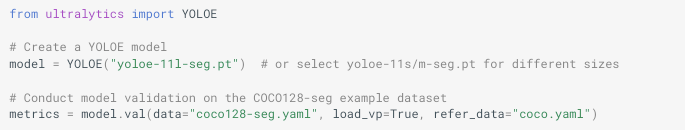 from ultralytics import YOLOE

# Create a YOLOE model
model = YOLOE("yoloe-11l-seg.pt")  # or select yoloe-11s/m-seg.pt for different sizes

# Conduct model validation on the COCO128-seg example dataset
metrics = model.val(data="coco128-seg.yaml", load_vp=True, refer_data="coco.yaml")